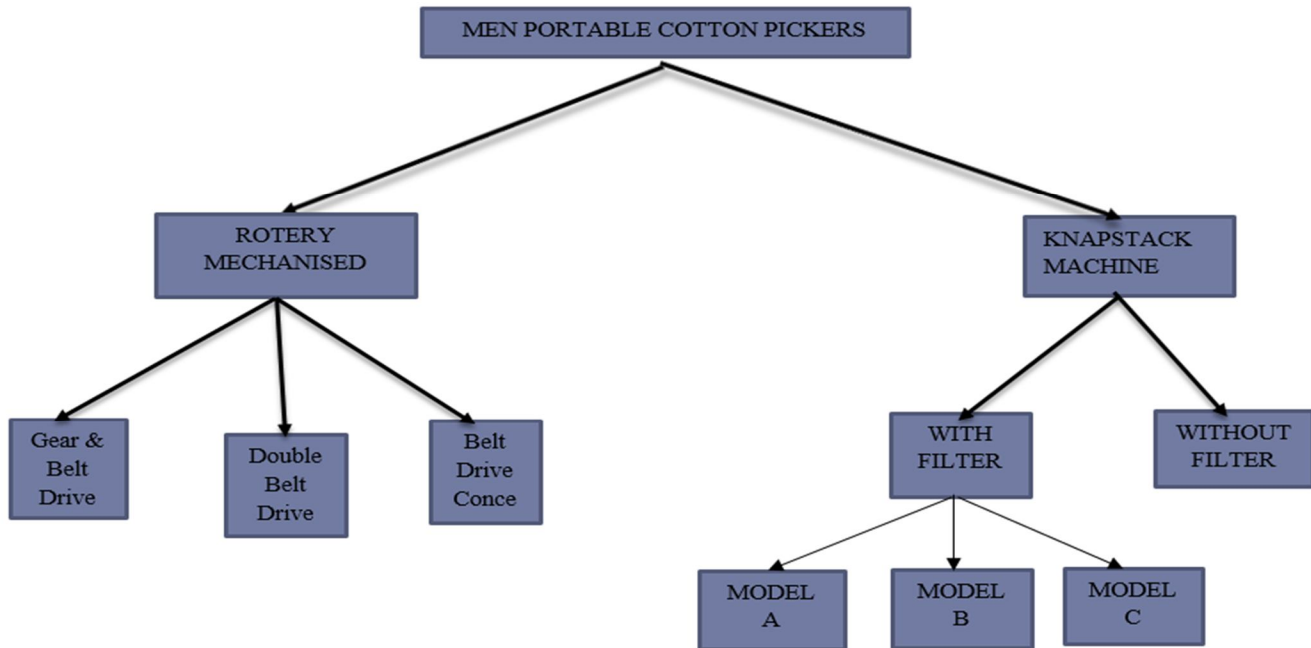 MEN PORTABLE COTTON PICKERS
ROTERY
MECHANISED
KNAPSTACK
MACHINE
Gear &
Belt
Drive
Double
Belt
Drive
Belt
Drive
Conce
WITH
FILTER
WITHOUT
FILTER
MODEL
A
MODEL
B
MODEL
C